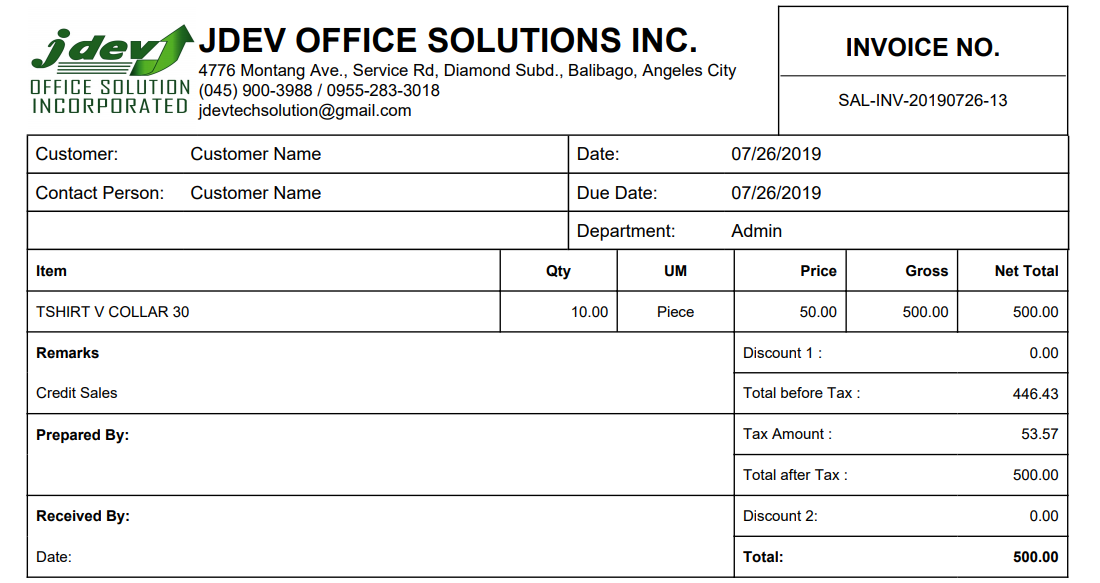 jdev
OFFICE SOLUTION
INCORPORATED
JDEV OFFICE SOLUTIONS INC.
4776 Montang Ave., Service Rd, Diamond Subd., Balibago, Angeles City
(045) 900-3988 / 0955-283-3018
jdevtechsolution@gmail.com
INVOICE NO.
SAL-INV-20190726-13
Customer: Customer Name Date: 07/26/2019
Contact Person: Customer Name Due Date: 07/26/2019
Department: Admin
Item Qty UM Price Gross Net Total
TSHIRT V COLLAR 30 10.00 Piece 50.00 500.00 500.00
Remarks Discount 1 : 0.00
Credit Sales Total before Tax : 446.43
Prepared By: Tax Amount : 53.57
Total after Tax : 500.00
Received By: Discount 2: 0.00
Date: Total: 500.00